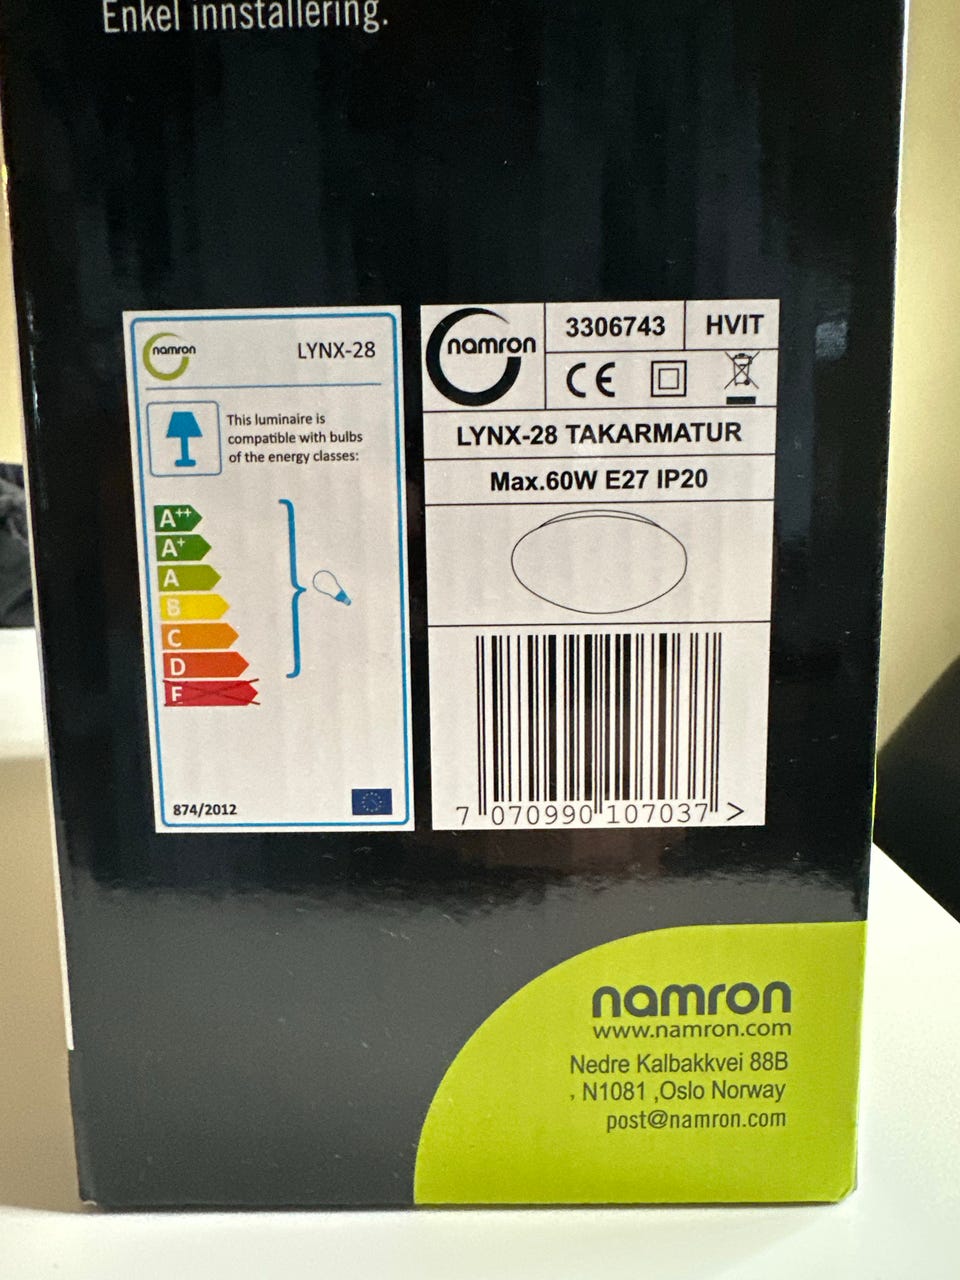 Enkel innstallering.
namron
LYNX-28
This luminaire is
compatible with bulbs
of the energy classes:
A++
A+
A
B
C
D
E
874/2012
namron
3306743
HVIT
CE
LYNX-28 TAKARMATUR
Max.60W E27 IP20
7 070990 107037 >
namron
www.namron.com
Nedre Kalbakkvei 88B
, N1081 ,Oslo Norway
post@namron.com